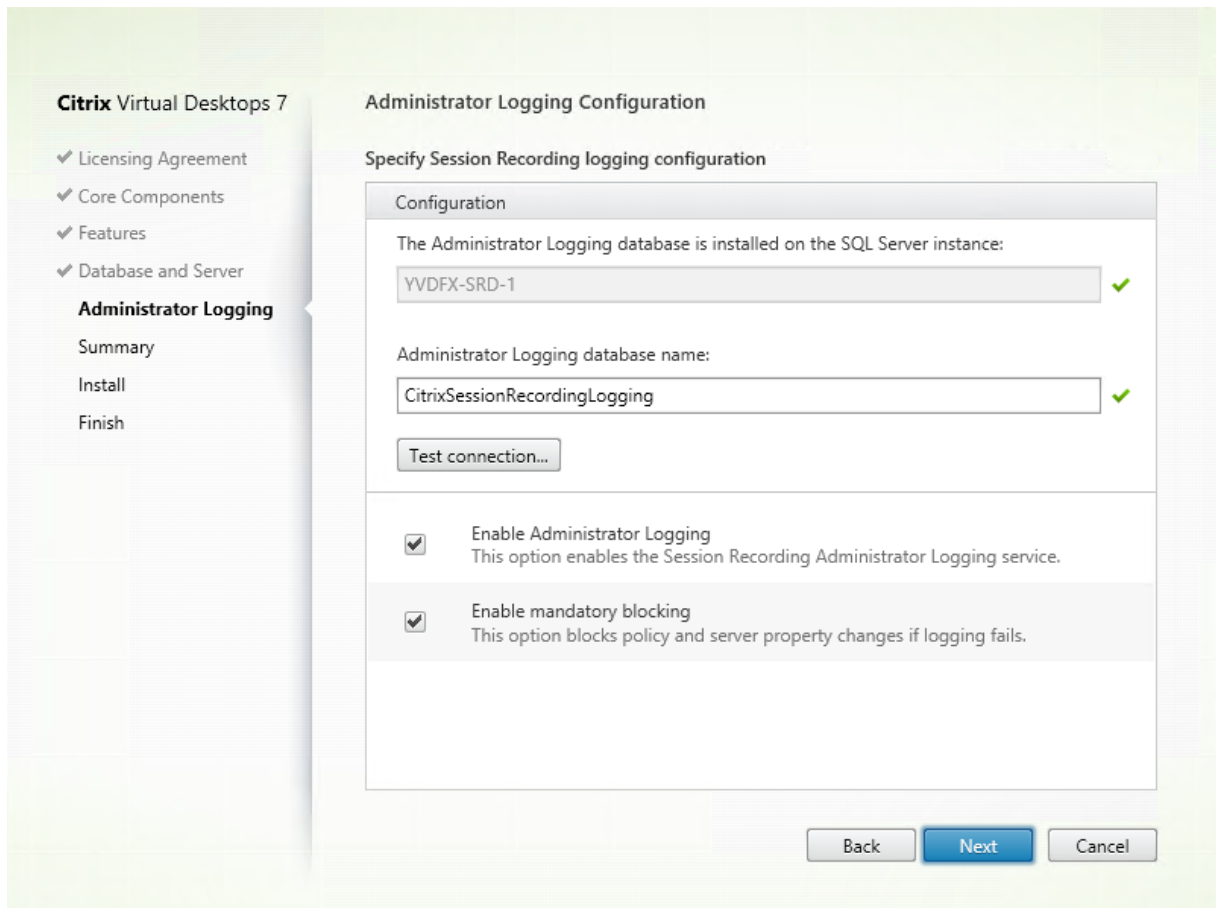 Citrix Virtual Desktops 7
Licensing Agreement
Core Components
Features
Database and Server
Administrator Logging
Summary
Install
Finish
Administrator Logging Configuration
Specify Session Recording logging configuration
Configuration
The Administrator Logging database is installed on the SQL Server instance:
YVDFX-SRD-1
Administrator Logging database name:
CitrixSessionRecordingLogging
Test connection...
Enable Administrator Logging
This option enables the Session Recording Administrator Logging service.
Enable mandatory blocking
This option blocks policy and server property changes if logging fails.
Back
Next
Cancel